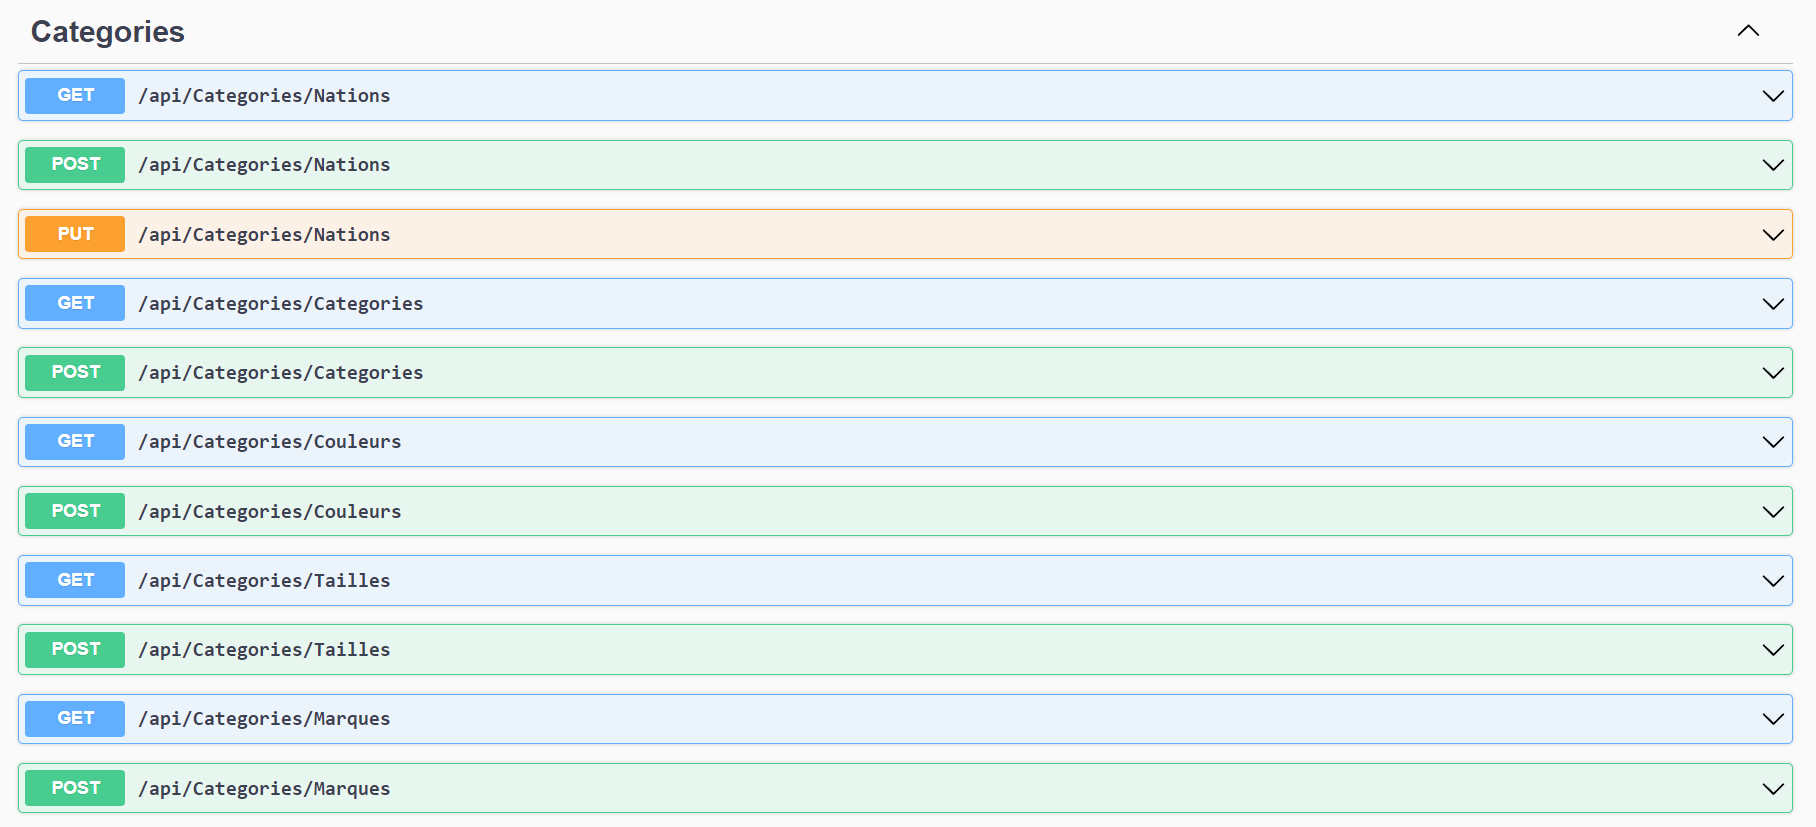 Categories
GET /api/Categories/Nations
POST /api/Categories/Nations
PUT /api/Categories/Nations
GET /api/Categories/Categories
POST /api/Categories/Categories
GET /api/Categories/Couleurs
POST /api/Categories/Couleurs
GET /api/Categories/Tailles
POST /api/Categories/Tailles
GET /api/Categories/Marques
POST /api/Categories/Marques